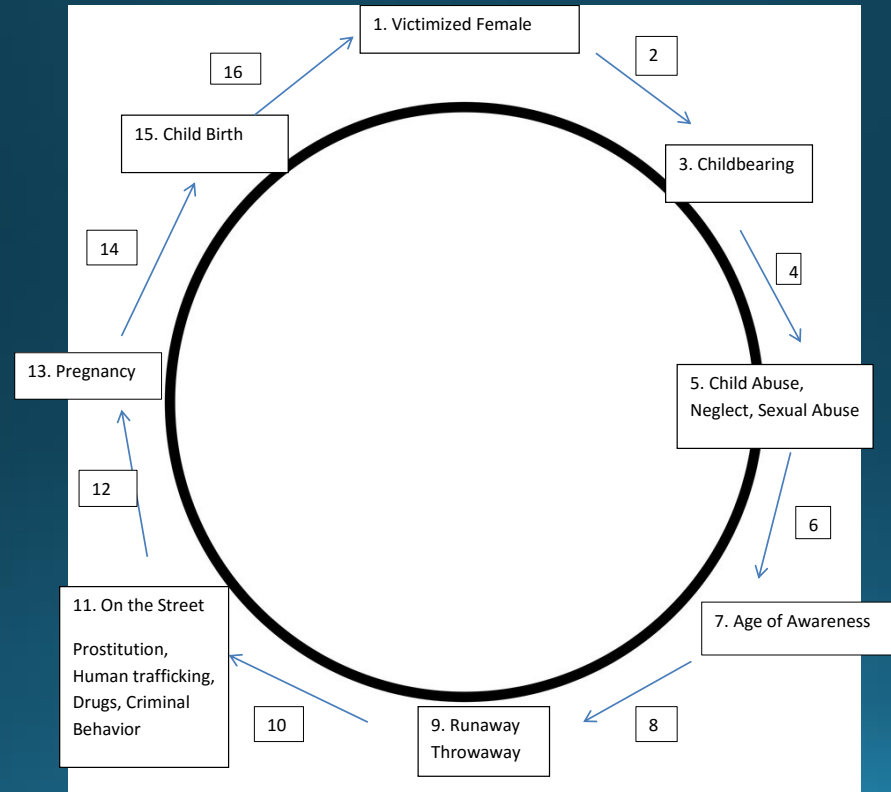 1. Victimized Female
2
3. Childbearing
4
5. Child Abuse,
Neglect, Sexual Abuse
6
7. Age of Awareness
8
9. Runaway
Throwaway
10
11. On the Street
Prostitution,
Human trafficking,
Drugs, Criminal
Behavior
12
13. Pregnancy
14
15. Child Birth
16